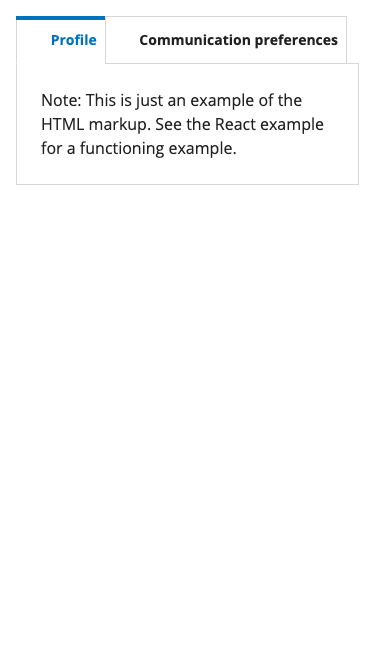 Profile
Communication preferences
Note: This is just an example of the
HTML markup. See the React example
for a functioning example.